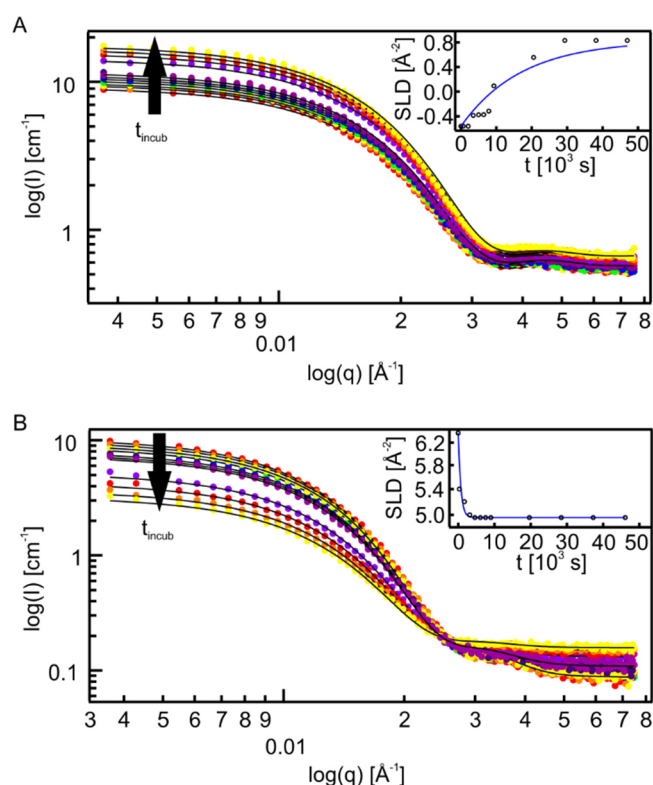 A
log(I) [cm⁻¹]
10
1
t_incub
SLD [Å⁻²]
0.8
0.4
0.0
-0.4
0 10 20 30 40 50
t [10³ s]
4 5 6 7 8 9 2 3 4 5 6 7 8
0.01
log(q) [Å⁻¹]
B
log(I) [cm⁻¹]
10
1
0.1
t_incub
SLD [Å⁻²]
6.2
5.8
5.4
5.0
0 10 20 30 40 50
t [10³ s]
3 4 5 6 7 8 9 2 3 4 5 6 7 8
0.01
log(q) [Å⁻¹]